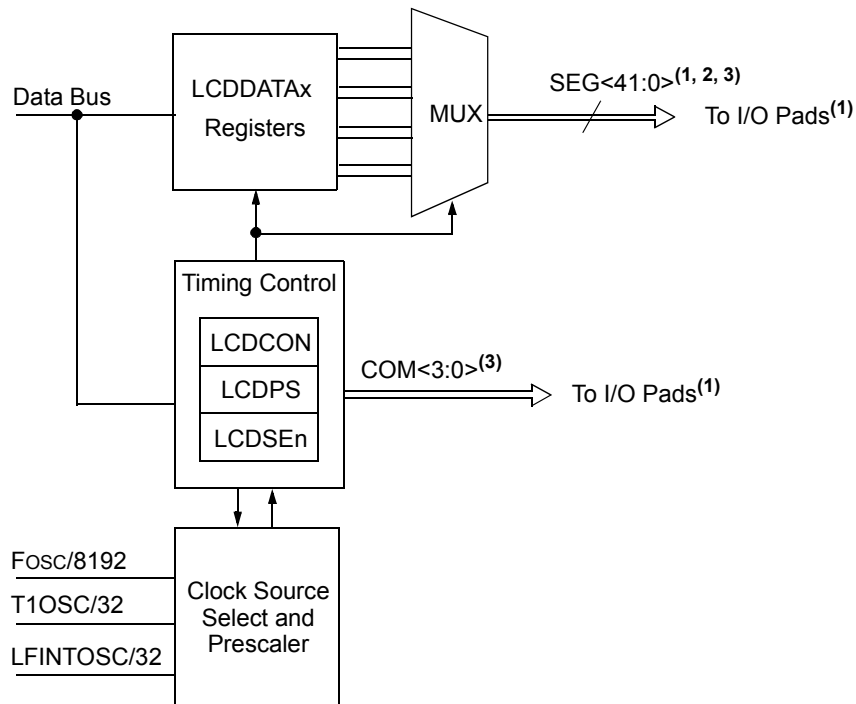 Data Bus
LCDDATAx
Registers
MUX
SEG<41:0>(1, 2, 3)
To I/O Pads(1)
Timing Control
LCDCON
LCDPS
LCDSEn
COM<3:0>(3)
To I/O Pads(1)
FOSC/8192
T1OSC/32
LFINTOSC/32
Clock Source
Select and
Prescaler